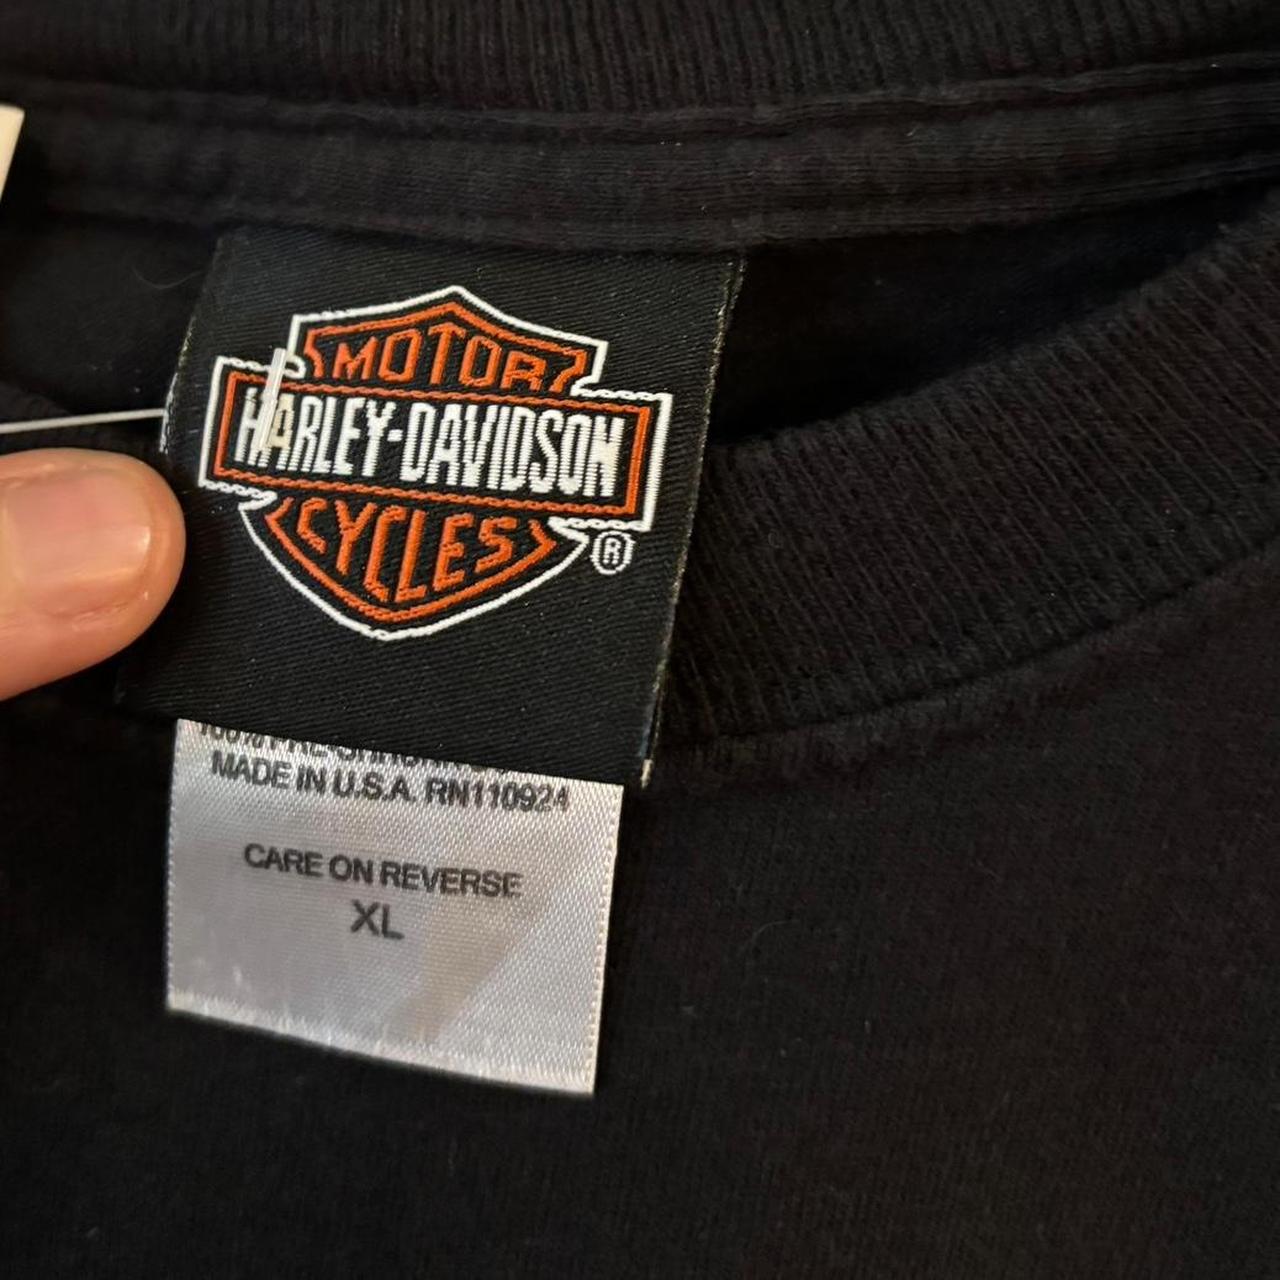 MOTOR
HARLEY-DAVIDSON
CYCLES
®
MADE IN U.S.A. RN110924
CARE ON REVERSE
XL